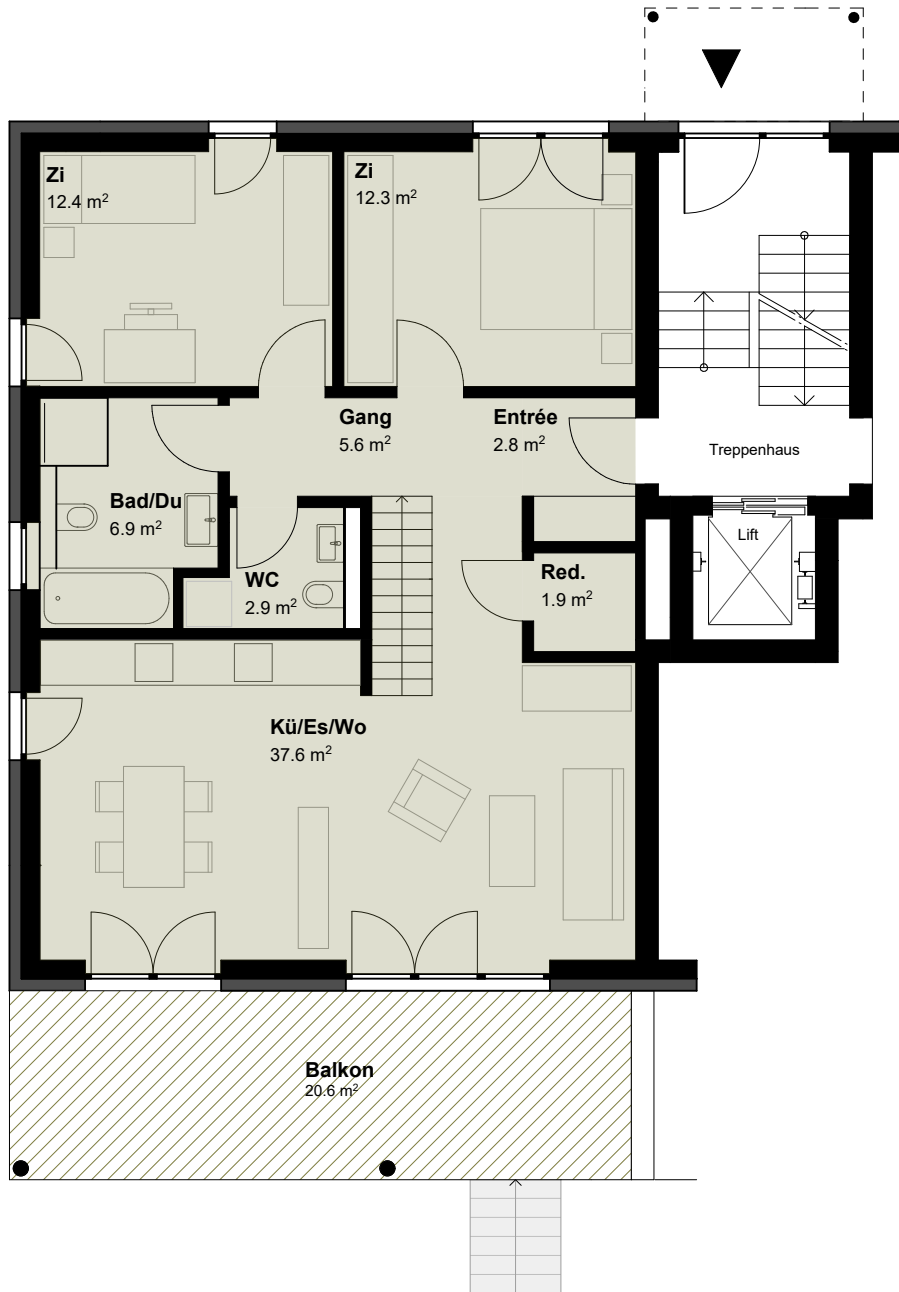 Zi
12.4 m²
Zi
12.3 m²
Gang
5.6 m²
Entrée
2.8 m²
Treppenhaus
Bad/Du
6.9 m²
Lift
WC
2.9 m²
Red.
1.9 m²
Kü/Es/Wo
37.6 m²
Balkon
20.6 m²